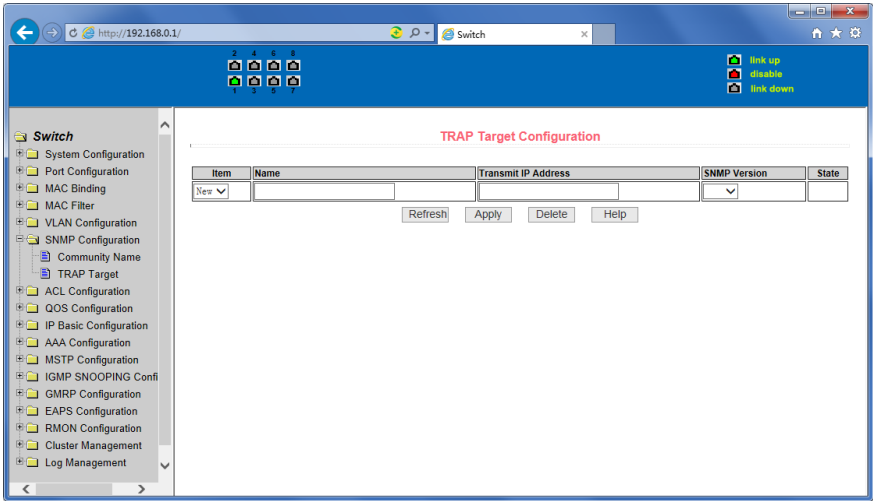 http://192.168.0.1/
Switch
2 4 6 8
1 3 5 7
link up
disable
link down
Switch
System Configuration
Port Configuration
MAC Binding
MAC Filter
VLAN Configuration
SNMP Configuration
Community Name
TRAP Target
ACL Configuration
QOS Configuration
IP Basic Configuration
AAA Configuration
MSTP Configuration
IGMP SNOOPING Confi
GMRP Configuration
EAPS Configuration
RMON Configuration
Cluster Management
Log Management
TRAP Target Configuration
Item Name Transmit IP Address SNMP Version State
New
Refresh Apply Delete Help